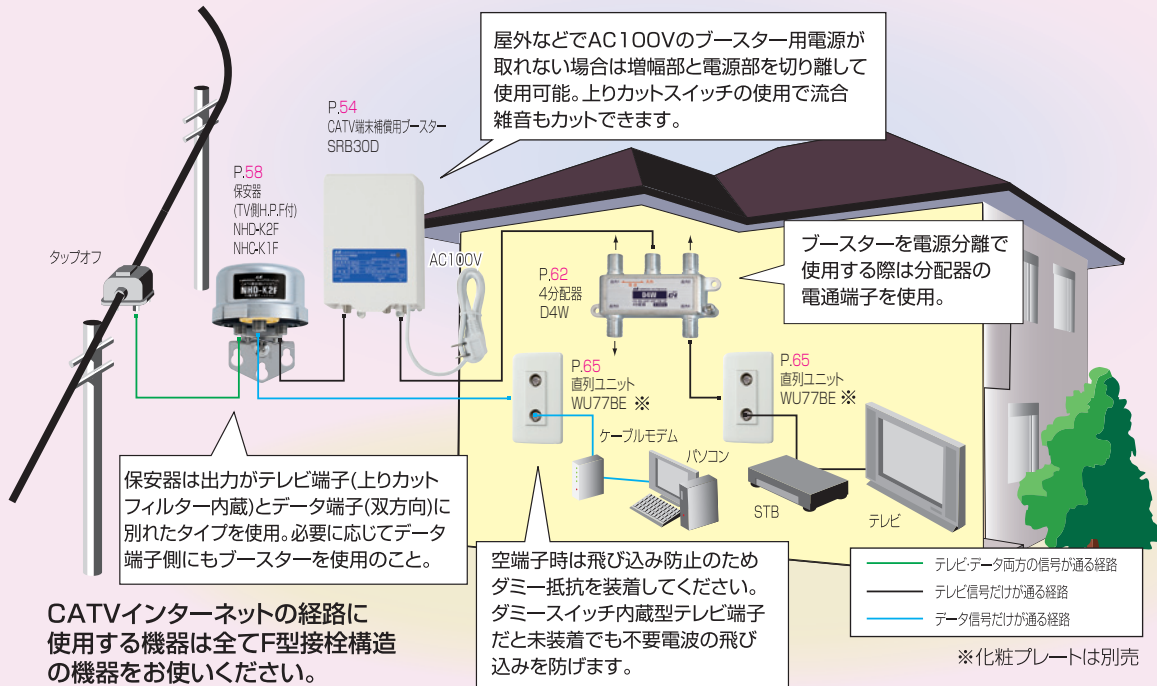 屋外などでAC100Vのブースター用電源が
取れない場合は増幅部と電源部を切り離して
使用可能。上りカットスイッチの使用で流合
雑音もカットできます。
P.54
CATV端末補償用ブースター
SRB30D
P.58
保安器
(TV側H.P.F付)
NHD-K2F
NHC-K1F
タップオフ
NHD-K2F
AC100V
P.62
4分配器
D4W
D4W
ブースターを電源分離で
使用する際は分配器の
電通端子を使用。
P.65
直列ユニット
WU77BE ※
P.65
直列ユニット
WU77BE ※
ケーブルモデム
パソコン
STB
テレビ
保安器は出力がテレビ端子(上りカット
フィルター内蔵)とデータ端子(双方向)に
別れたタイプを使用。必要に応じてデータ
端子側にもブースターを使用のこと。
空端子時は飛び込み防止のため
ダミー抵抗を装着してください。
ダミースイッチ内蔵型テレビ端子
だと未装着でも不要電波の飛び
込みを防げます。
テレビ・データ両方の信号が通る経路
テレビ信号だけが通る経路
データ信号だけが通る経路
CATVインターネットの経路に
使用する機器は全てF型接栓構造
の機器をお使いください。
※化粧プレートは別売